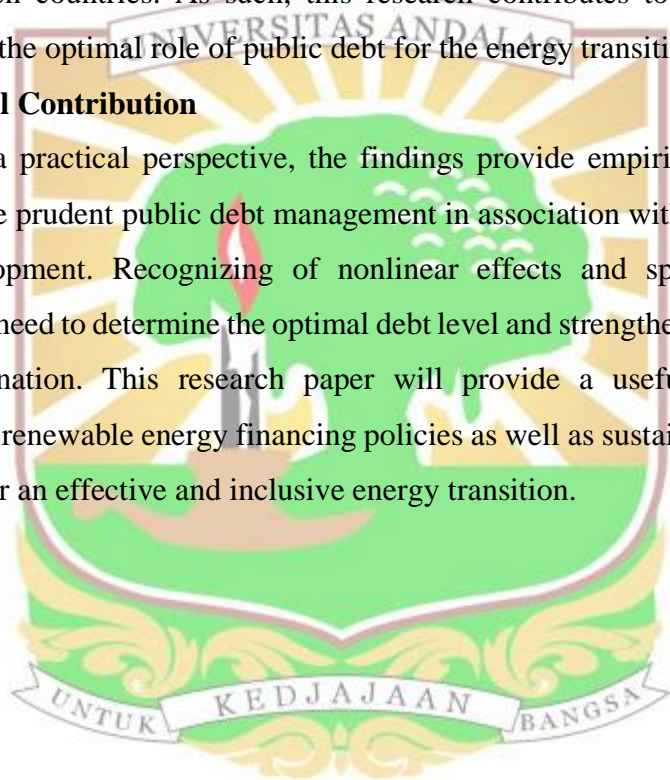 on countries. As such, this research contributes to
UNIVERSITAS ANDALAS
the optimal role of public debt for the energy transiti
l Contribution
a practical perspective, the findings provide empiri
e prudent public debt management in association with
opment. Recognizing of nonlinear effects and sp
need to determine the optimal debt level and strengthe
nation. This research paper will provide a usefu
renewable energy financing policies as well as sustai
r an effective and inclusive energy transition.
UNTUK KEDJAJAAN BANGSA